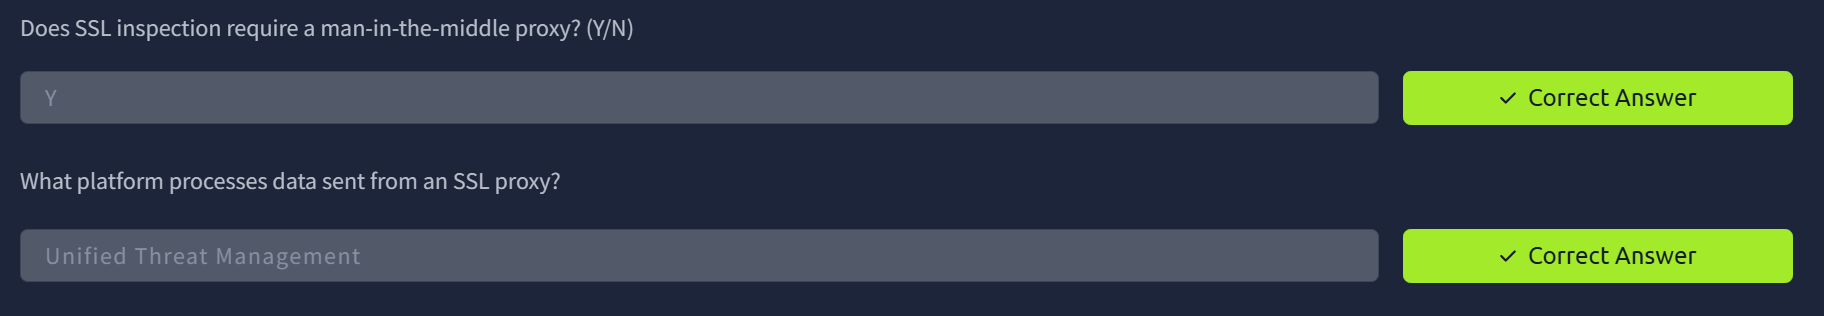 Does SSL inspection require a man-in-the-middle proxy? (Y/N)
Y
✓ Correct Answer
What platform processes data sent from an SSL proxy?
Unified Threat Management
✓ Correct Answer